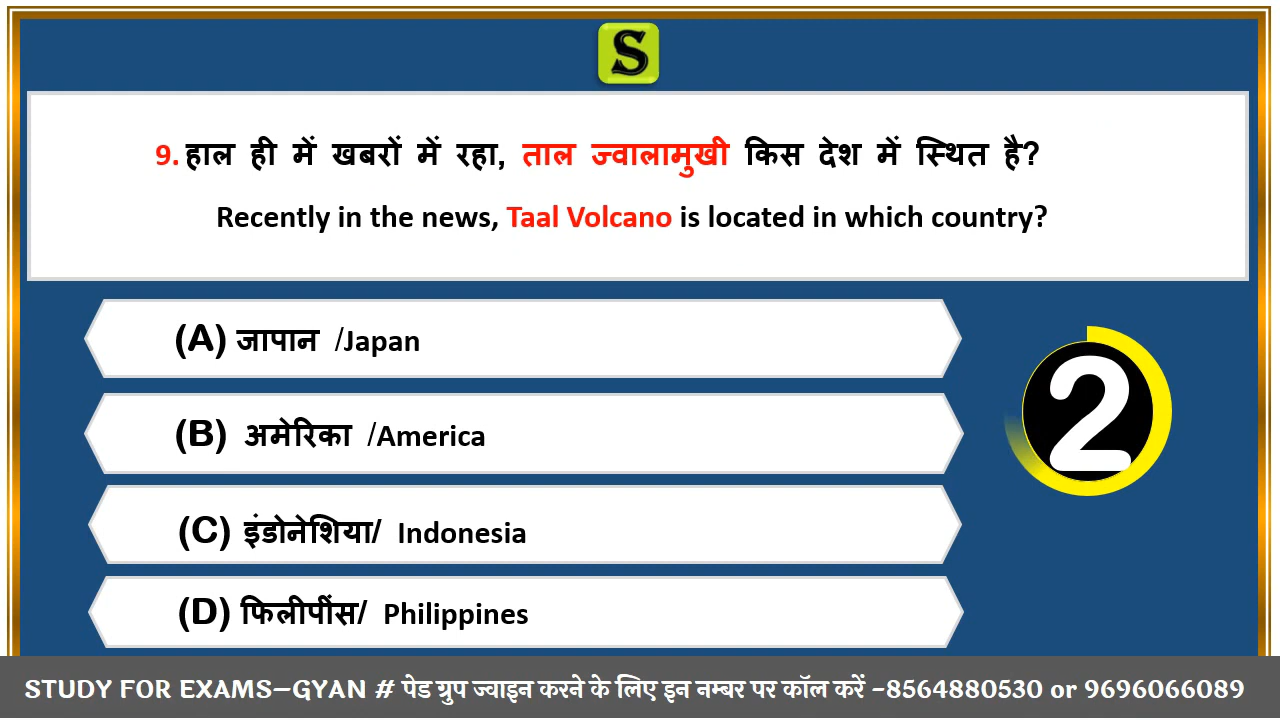 S
9. हाल ही में खबरों में रहा, ताल ज्वालामुखी किस देश में स्थित है?
Recently in the news, Taal Volcano is located in which country?
(A) जापान /Japan
(B) अमेरिका /America
2
(C) इंडोनेशिया/ Indonesia
(D) फिलीपींस/ Philippines
STUDY FOR EXAMS–GYAN # पेड ग्रुप ज्वाइन करने के लिए इन नम्बर पर कॉल करें -8564880530 or 9696066089